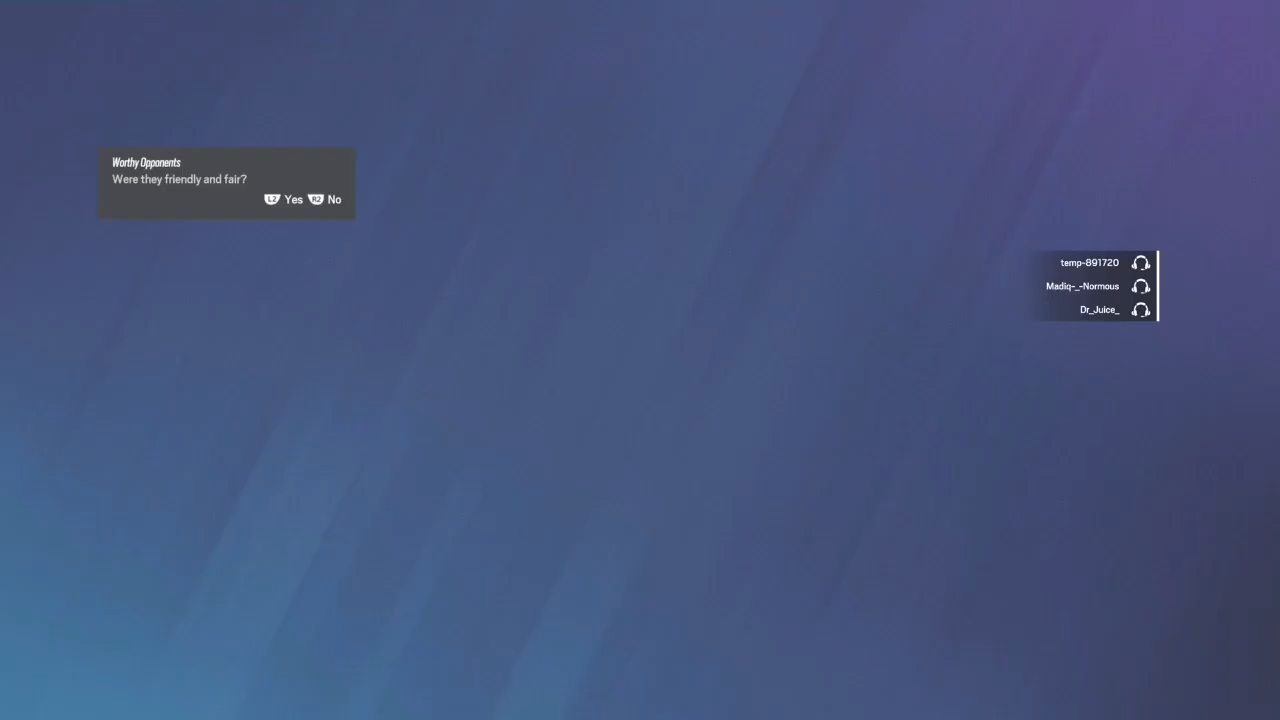 Worthy Opponents
Were they friendly and fair?
L2 Yes R2 No
temp-891720
Madiq-_-Normous
Dr_Juice_